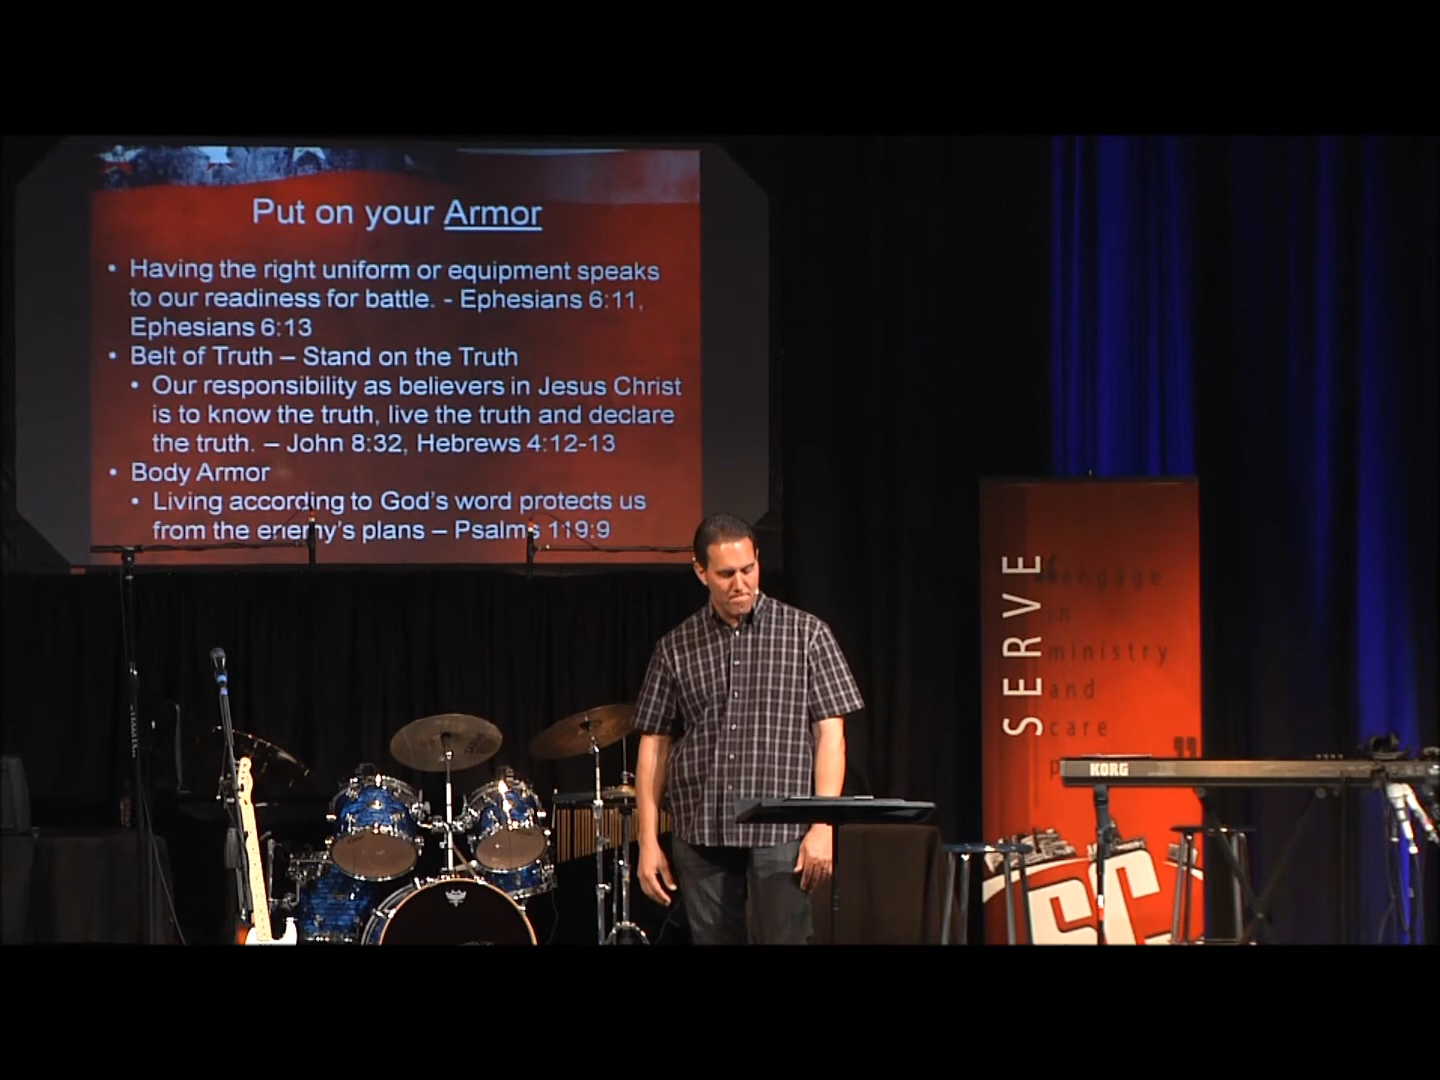 Put on your Armor
• Having the right uniform or equipment speaks
to our readiness for battle. - Ephesians 6:11,
Ephesians 6:13
• Belt of Truth – Stand on the Truth
• Our responsibility as believers in Jesus Christ
is to know the truth, live the truth and declare
the truth. – John 8:32, Hebrews 4:12-13
• Body Armor
• Living according to God's word protects us
from the enemy's plans – Psalms 119:9
SERVE
engage
in
ministry
and
care
KORG
SC